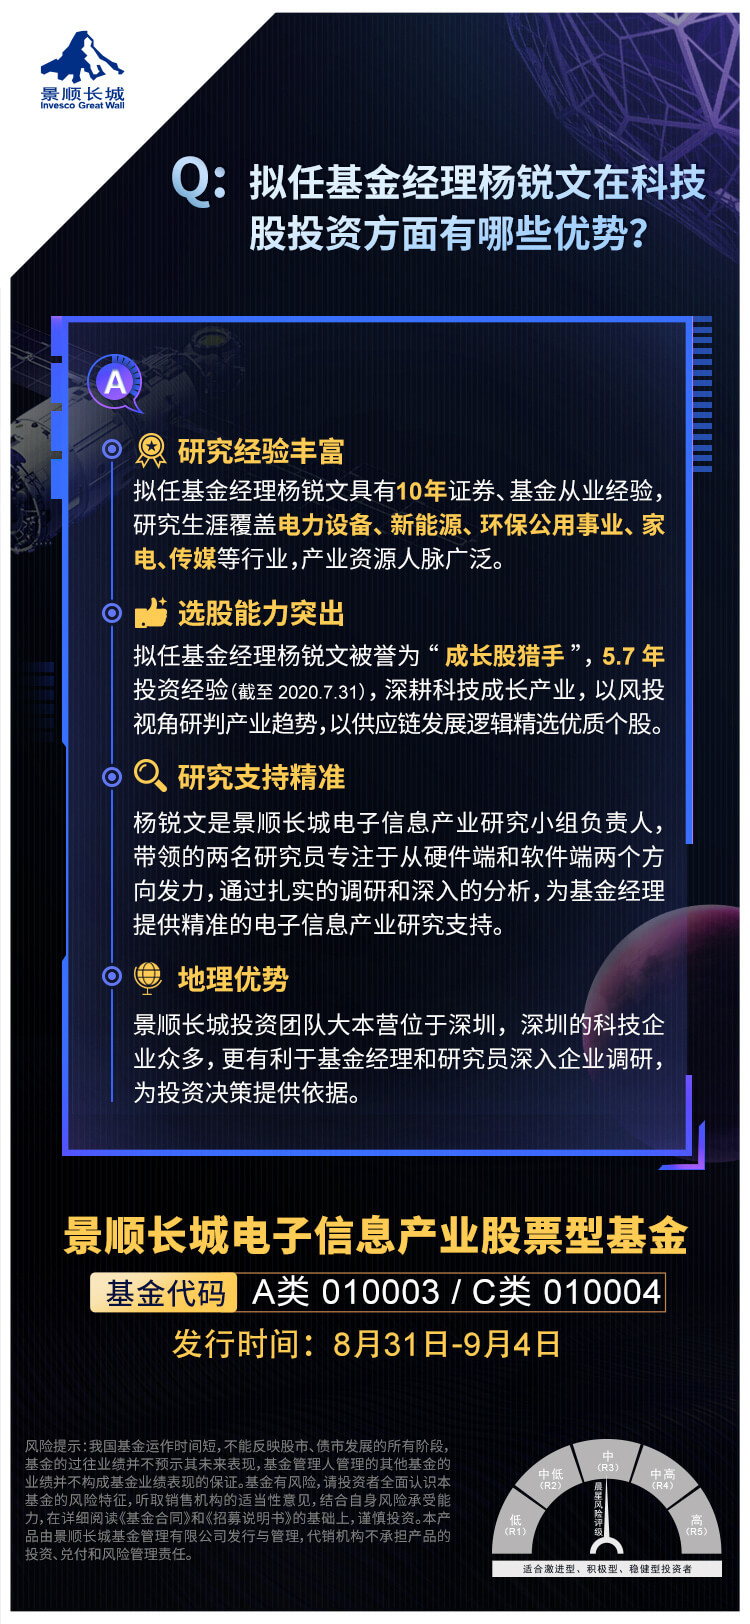 景顺长城
Invesco Great Wall
Q：拟任基金经理杨锐文在科技
股投资方面有哪些优势？
A
研究经验丰富
拟任基金经理杨锐文具有10年证券、基金从业经验，
研究生涯覆盖电力设备、新能源、环保公用事业、家
电、传媒等行业，产业资源人脉广泛。
选股能力突出
拟任基金经理杨锐文被誉为“成长股猎手”，5.7 年
投资经验（截至 2020.7.31），深耕科技成长产业，以风投
视角研判产业趋势，以供应链发展逻辑精选优质个股。
研究支持精准
杨锐文是景顺长城电子信息产业研究小组负责人，
带领的两名研究员专注于从硬件端和软件端两个方
向发力，通过扎实的调研和深入的分析，为基金经理
提供精准的电子信息产业研究支持。
地理优势
景顺长城投资团队大本营位于深圳，深圳的科技企
业众多，更有利于基金经理和研究员深入企业调研，
为投资决策提供依据。
景顺长城电子信息产业股票型基金
基金代码 A类 010003 / C类 010004
发行时间：8月31日-9月4日
风险提示：我国基金运作时间短，不能反映股市、债市发展的所有阶段，
基金的过往业绩并不预示其未来表现，基金管理人管理的其他基金的
业绩并不构成基金业绩表现的保证。基金有风险，请投资者全面认识本
基金的风险特征，听取销售机构的适当性意见，结合自身风险承受能
力，在详细阅读《基金合同》和《招募说明书》的基础上，谨慎投资。本产
品由景顺长城基金管理有限公司发行与管理，代销机构不承担产品的
投资、兑付和风险管理责任。
低
（R1）
中低
（R2）
中
（R3）
中高
（R4）
高
（R5）
晨星风险评级
适合激进型、积极型、稳健型投资者